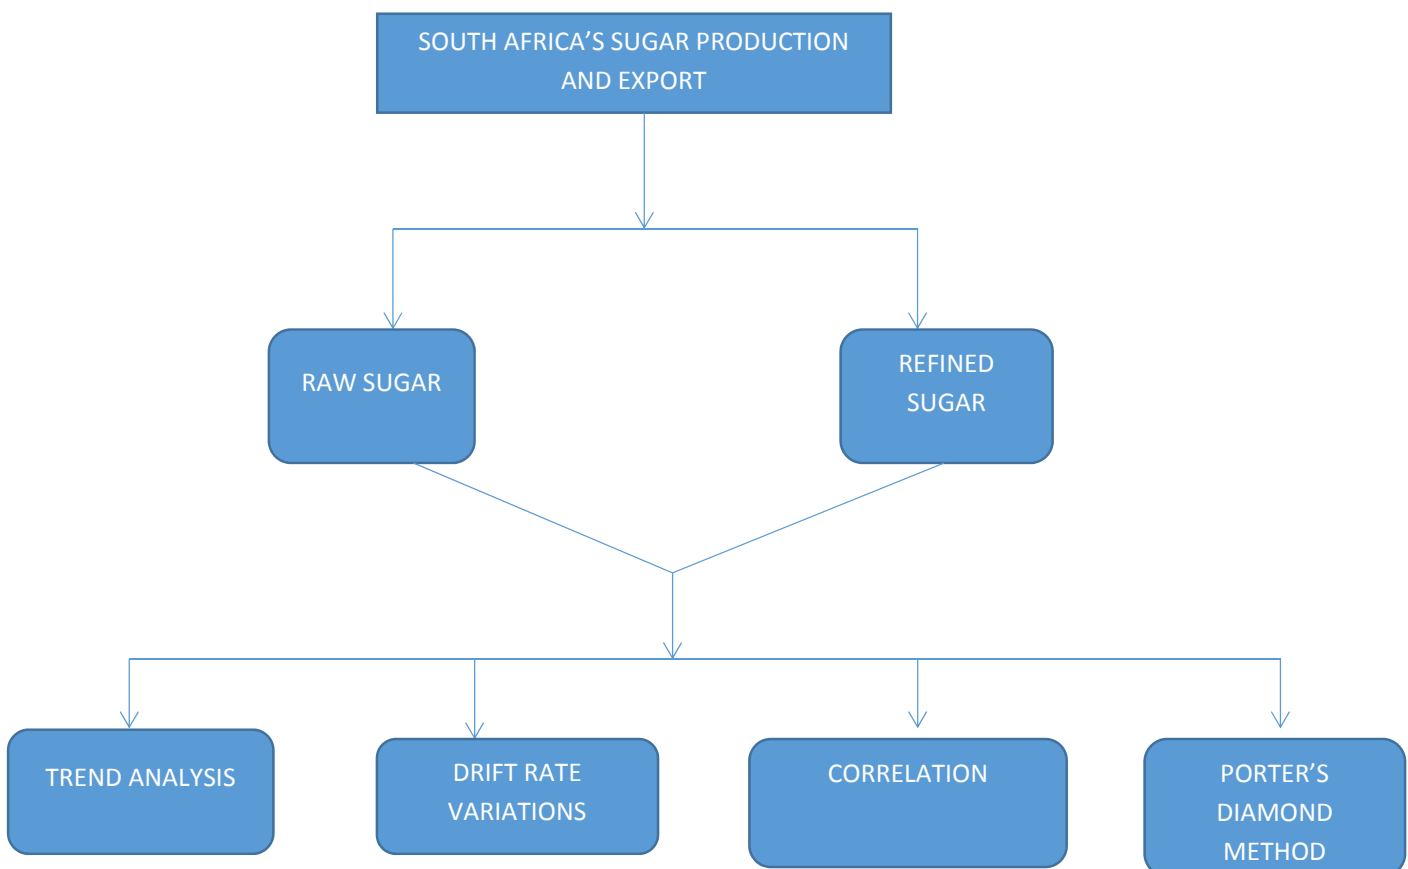 SOUTH AFRICA’S SUGAR PRODUCTION
AND EXPORT
RAW SUGAR
REFINED
SUGAR
TREND ANALYSIS
DRIFT RATE
VARIATIONS
CORRELATION
PORTER’S
DIAMOND
METHOD